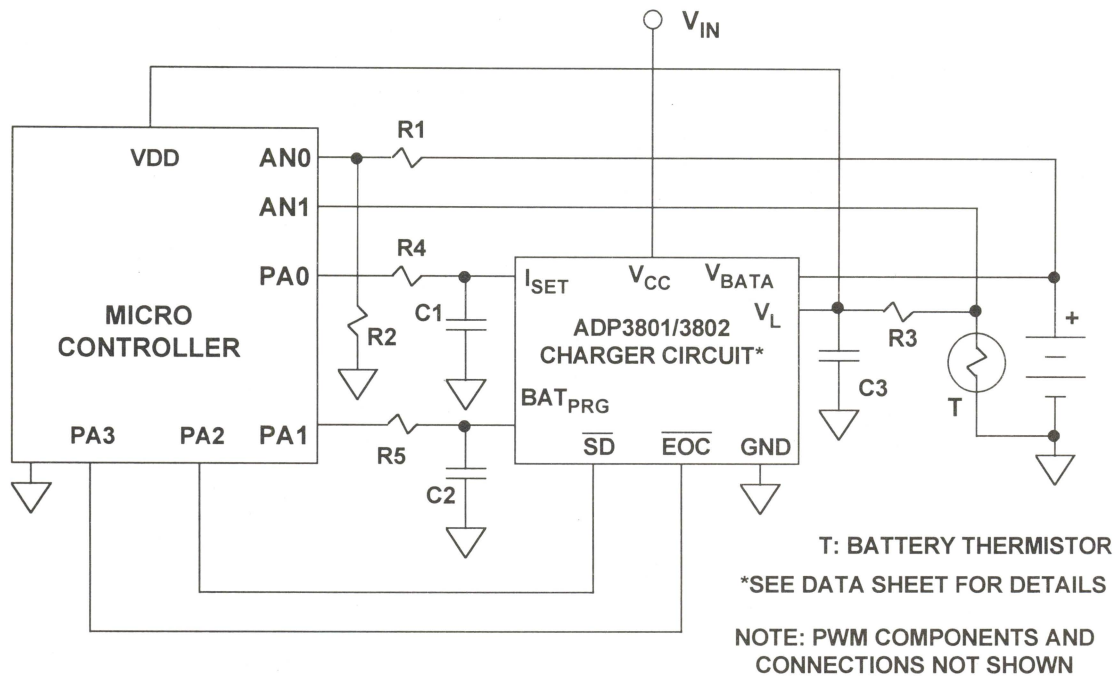 V_IN
R1
VDD
AN0
AN1
R4
PA0
I_SET
V_CC
V_BATA
MICRO
CONTROLLER
C1
R2
ADP3801/3802
CHARGER CIRCUIT*
V_L
R3
+
C3
T
BAT_PRG
PA3
PA2
PA1
R5
S̅D̅
E̅O̅C̅
GND
C2
T: BATTERY THERMISTOR
*SEE DATA SHEET FOR DETAILS
NOTE: PWM COMPONENTS AND
CONNECTIONS NOT SHOWN